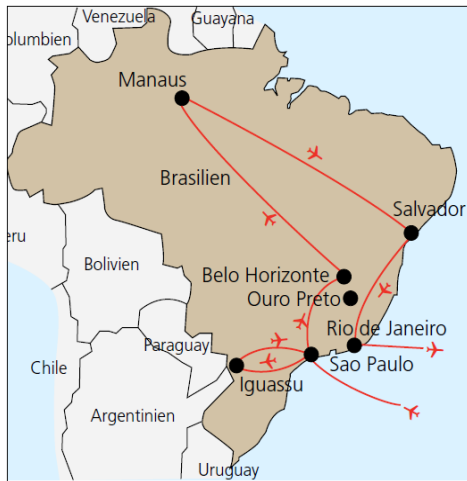 Venezuela
Guayana
olumbien
Manaus
Brasilien
Salvador
eru
Bolivien
Belo Horizonte
Ouro Preto
Rio de Janeiro
Paraguay
Sao Paulo
Chile
Iguassu
Argentinien
Uruguay